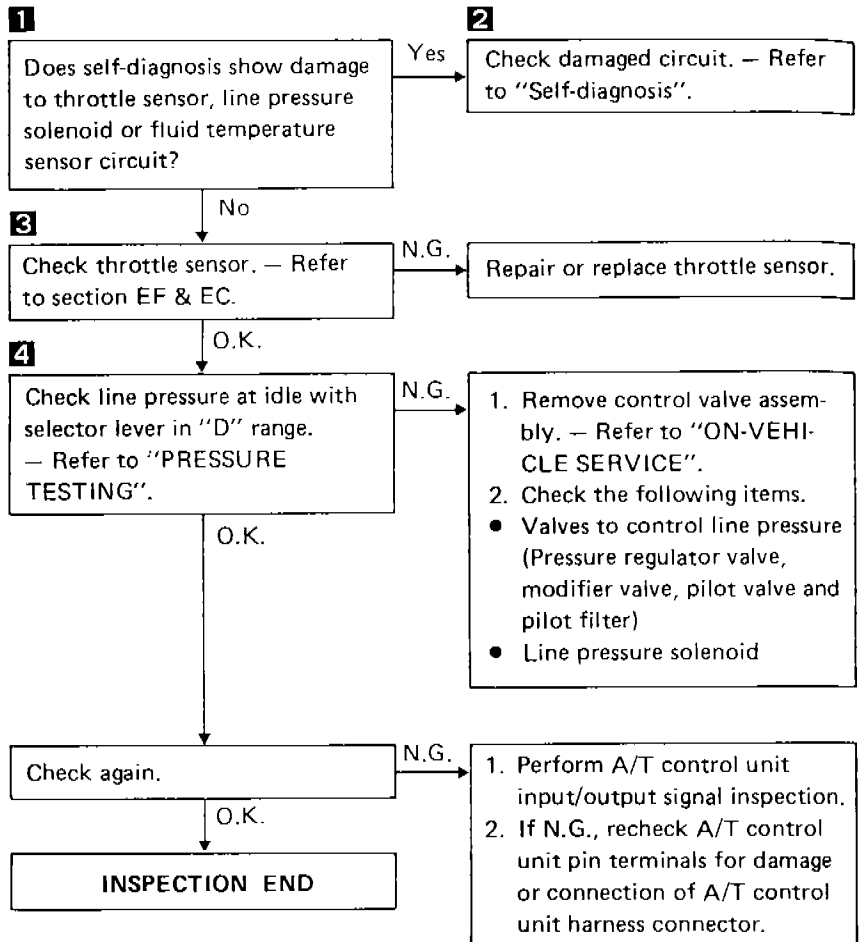 1
Does self-diagnosis show damage
to throttle sensor, line pressure
solenoid or fluid temperature
sensor circuit?
Yes
2
Check damaged circuit. — Refer
to "Self-diagnosis".
No
3
Check throttle sensor. — Refer
to section EF & EC.
N.G.
Repair or replace throttle sensor.
O.K.
4
Check line pressure at idle with
selector lever in "D" range.
— Refer to "PRESSURE
TESTING".
N.G.
1. Remove control valve assem-
bly. — Refer to "ON-VEHI-
CLE SERVICE".
2. Check the following items.
● Valves to control line pressure
(Pressure regulator valve,
modifier valve, pilot valve and
pilot filter)
● Line pressure solenoid
O.K.
Check again.
N.G.
1. Perform A/T control unit
input/output signal inspection.
2. If N.G., recheck A/T control
unit pin terminals for damage
or connection of A/T control
unit harness connector.
O.K.
INSPECTION END